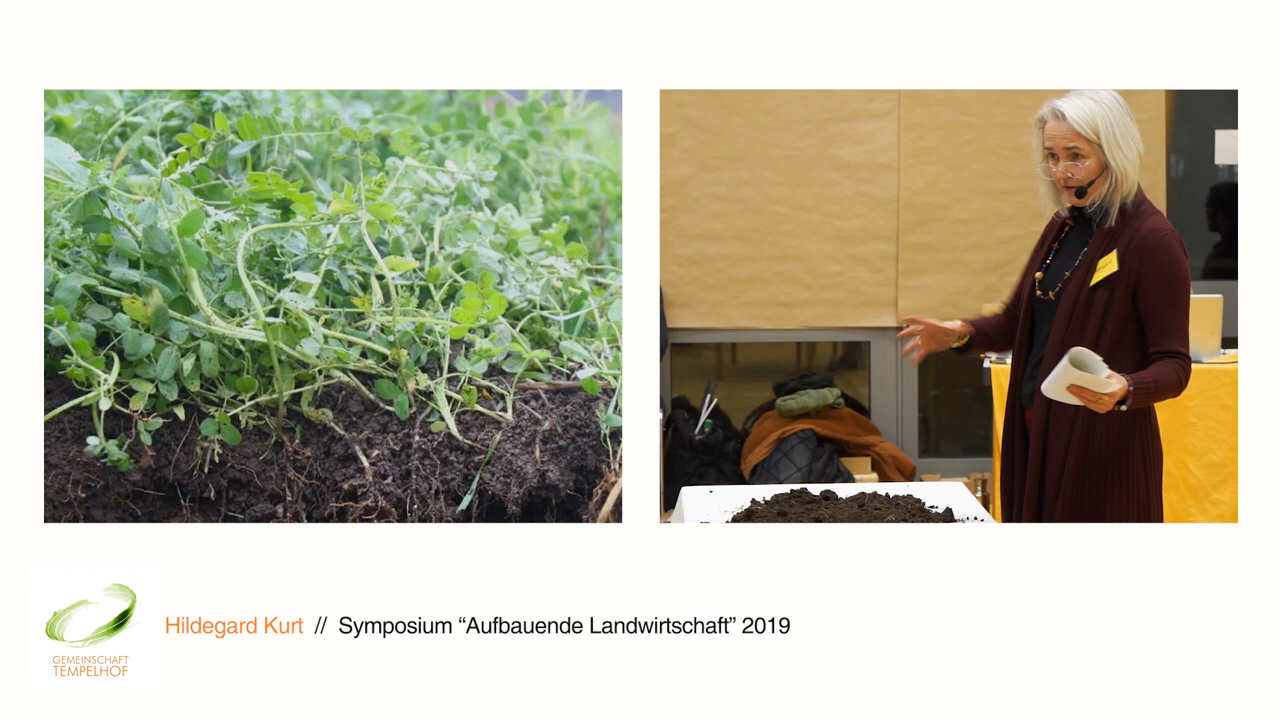 Hildegard Kurt // Symposium “Aufbauende Landwirtschaft” 2019
GEMEINSCHAFT
TEMPELHOF